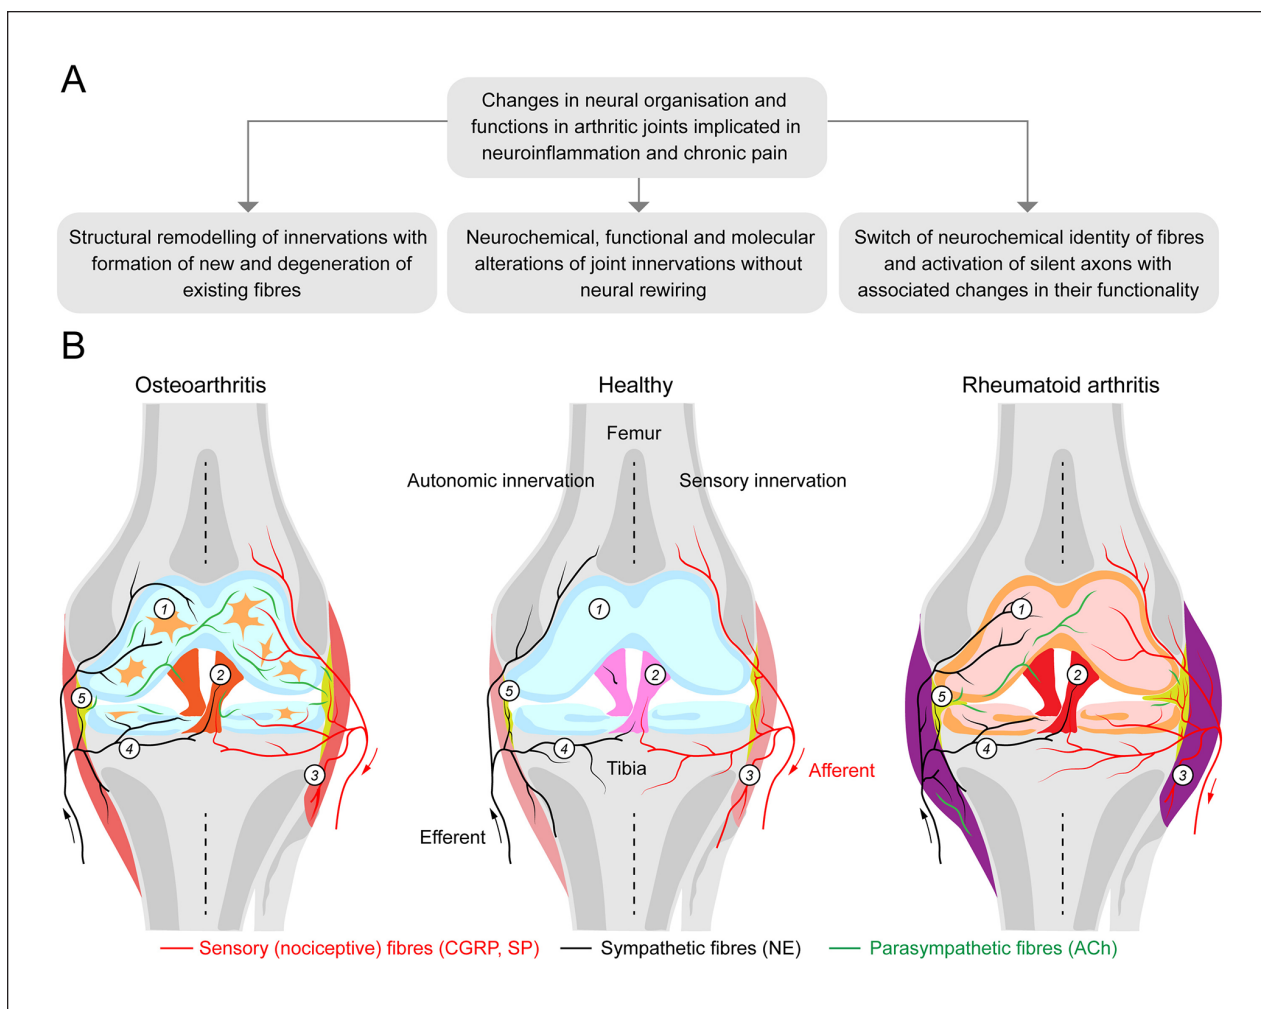 A
Changes in neural organisation and
functions in arthritic joints implicated in
neuroinflammation and chronic pain
Structural remodelling of innervations with
formation of new and degeneration of
existing fibres
Neurochemical, functional and molecular
alterations of joint innervations without
neural rewiring
Switch of neurochemical identity of fibres
and activation of silent axons with
associated changes in their functionality
B
Osteoarthritis
Healthy
Rheumatoid arthritis
Femur
Autonomic innervation
Sensory innervation
1
2
3
4
5
1
2
3
4
5
Tibia
Afferent
Efferent
1
2
3
4
5
Sensory (nociceptive) fibres (CGRP, SP)
Sympathetic fibres (NE)
Parasympathetic fibres (ACh)